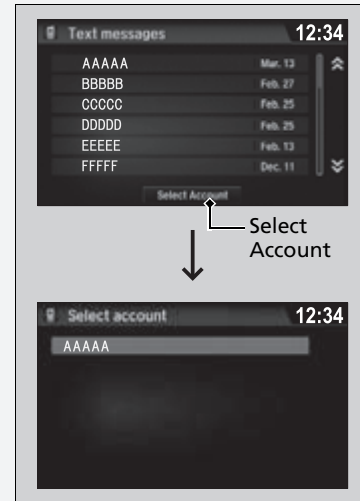 Text messages 12:34
AAAAA Mar. 13
BBBBB Feb. 27
CCCCC Feb. 25
DDDDD Feb. 25
EEEEE Feb. 13
FFFFF Dec. 11
Select Account
Select
Account
Select account 12:34
AAAAA